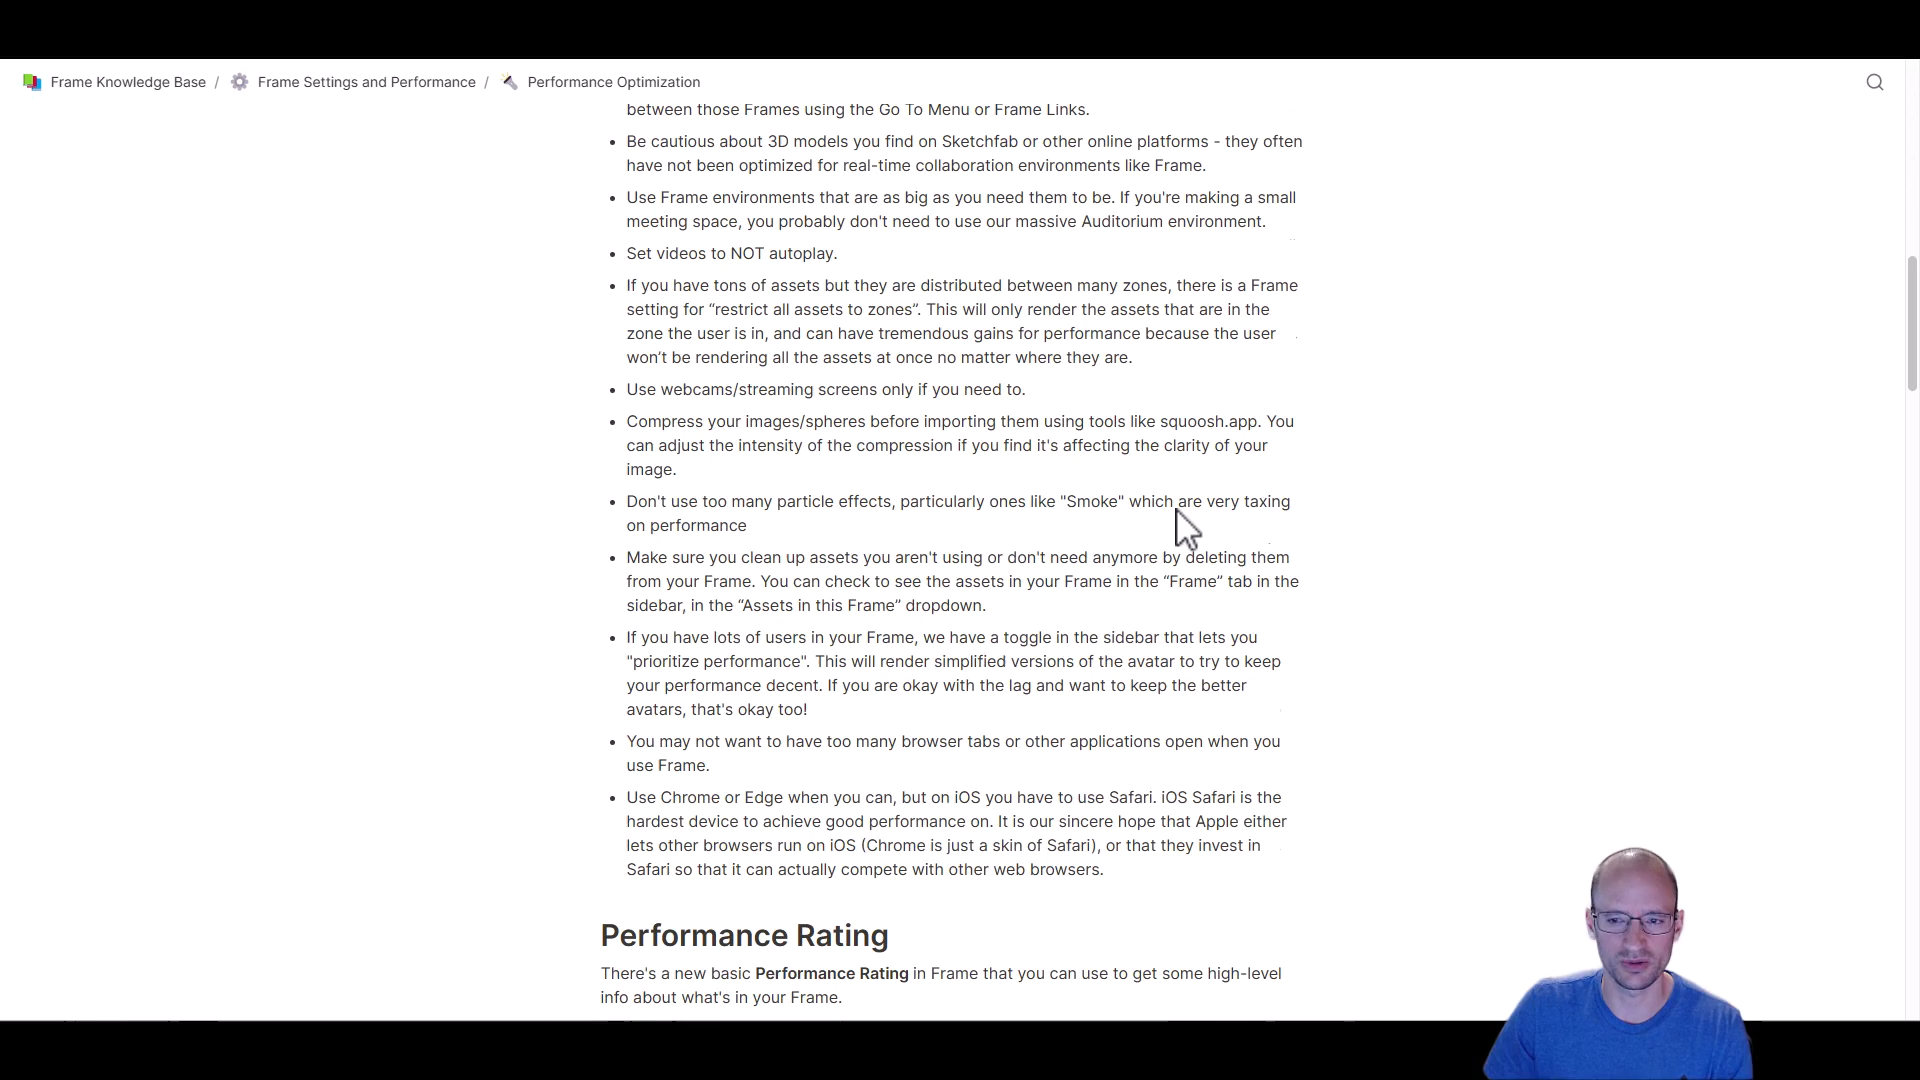 Frame Knowledge Base / Frame Settings and Performance / Performance Optimization
between those Frames using the Go To Menu or Frame Links.
• Be cautious about 3D models you find on Sketchfab or other online platforms - they often
have not been optimized for real-time collaboration environments like Frame.
• Use Frame environments that are as big as you need them to be. If you're making a small
meeting space, you probably don't need to use our massive Auditorium environment.
• Set videos to NOT autoplay.
• If you have tons of assets but they are distributed between many zones, there is a Frame
setting for “restrict all assets to zones”. This will only render the assets that are in the
zone the user is in, and can have tremendous gains for performance because the user
won’t be rendering all the assets at once no matter where they are.
• Use webcams/streaming screens only if you need to.
• Compress your images/spheres before importing them using tools like squoosh.app. You
can adjust the intensity of the compression if you find it's affecting the clarity of your
image.
• Don't use too many particle effects, particularly ones like "Smoke" which are very taxing
on performance
• Make sure you clean up assets you aren't using or don't need anymore by deleting them
from your Frame. You can check to see the assets in your Frame in the “Frame” tab in the
sidebar, in the “Assets in this Frame” dropdown.
• If you have lots of users in your Frame, we have a toggle in the sidebar that lets you
"prioritize performance". This will render simplified versions of the avatar to try to keep
your performance decent. If you are okay with the lag and want to keep the better
avatars, that's okay too!
• You may not want to have too many browser tabs or other applications open when you
use Frame.
• Use Chrome or Edge when you can, but on iOS you have to use Safari. iOS Safari is the
hardest device to achieve good performance on. It is our sincere hope that Apple either
lets other browsers run on iOS (Chrome is just a skin of Safari), or that they invest in
Safari so that it can actually compete with other web browsers.
Performance Rating
There's a new basic Performance Rating in Frame that you can use to get some high-level
info about what's in your Frame.